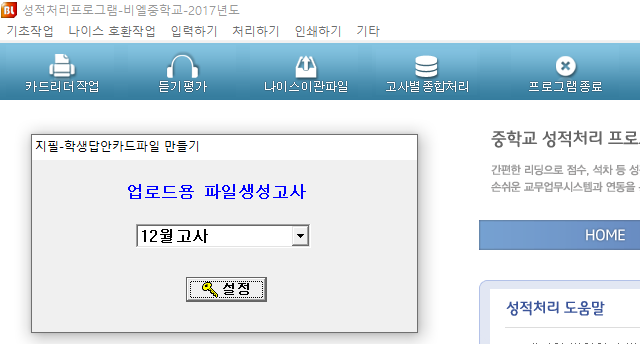 성적처리프로그램-비엘중학교-2017년도
기초작업 나이스 호환작업 입력하기 처리하기 인쇄하기 기타
카드리더작업 듣기평가 나이스이관파일 고사별종합처리 프로그램종료
지필-학생답안카드파일 만들기
업로드용 파일생성고사
12월고사
설정
중학교 성적처리 프로
간편한 리딩으로 점수, 석차 등 성
손쉬운 교무업무시스템과 연동을
HOME
성적처리 도움말